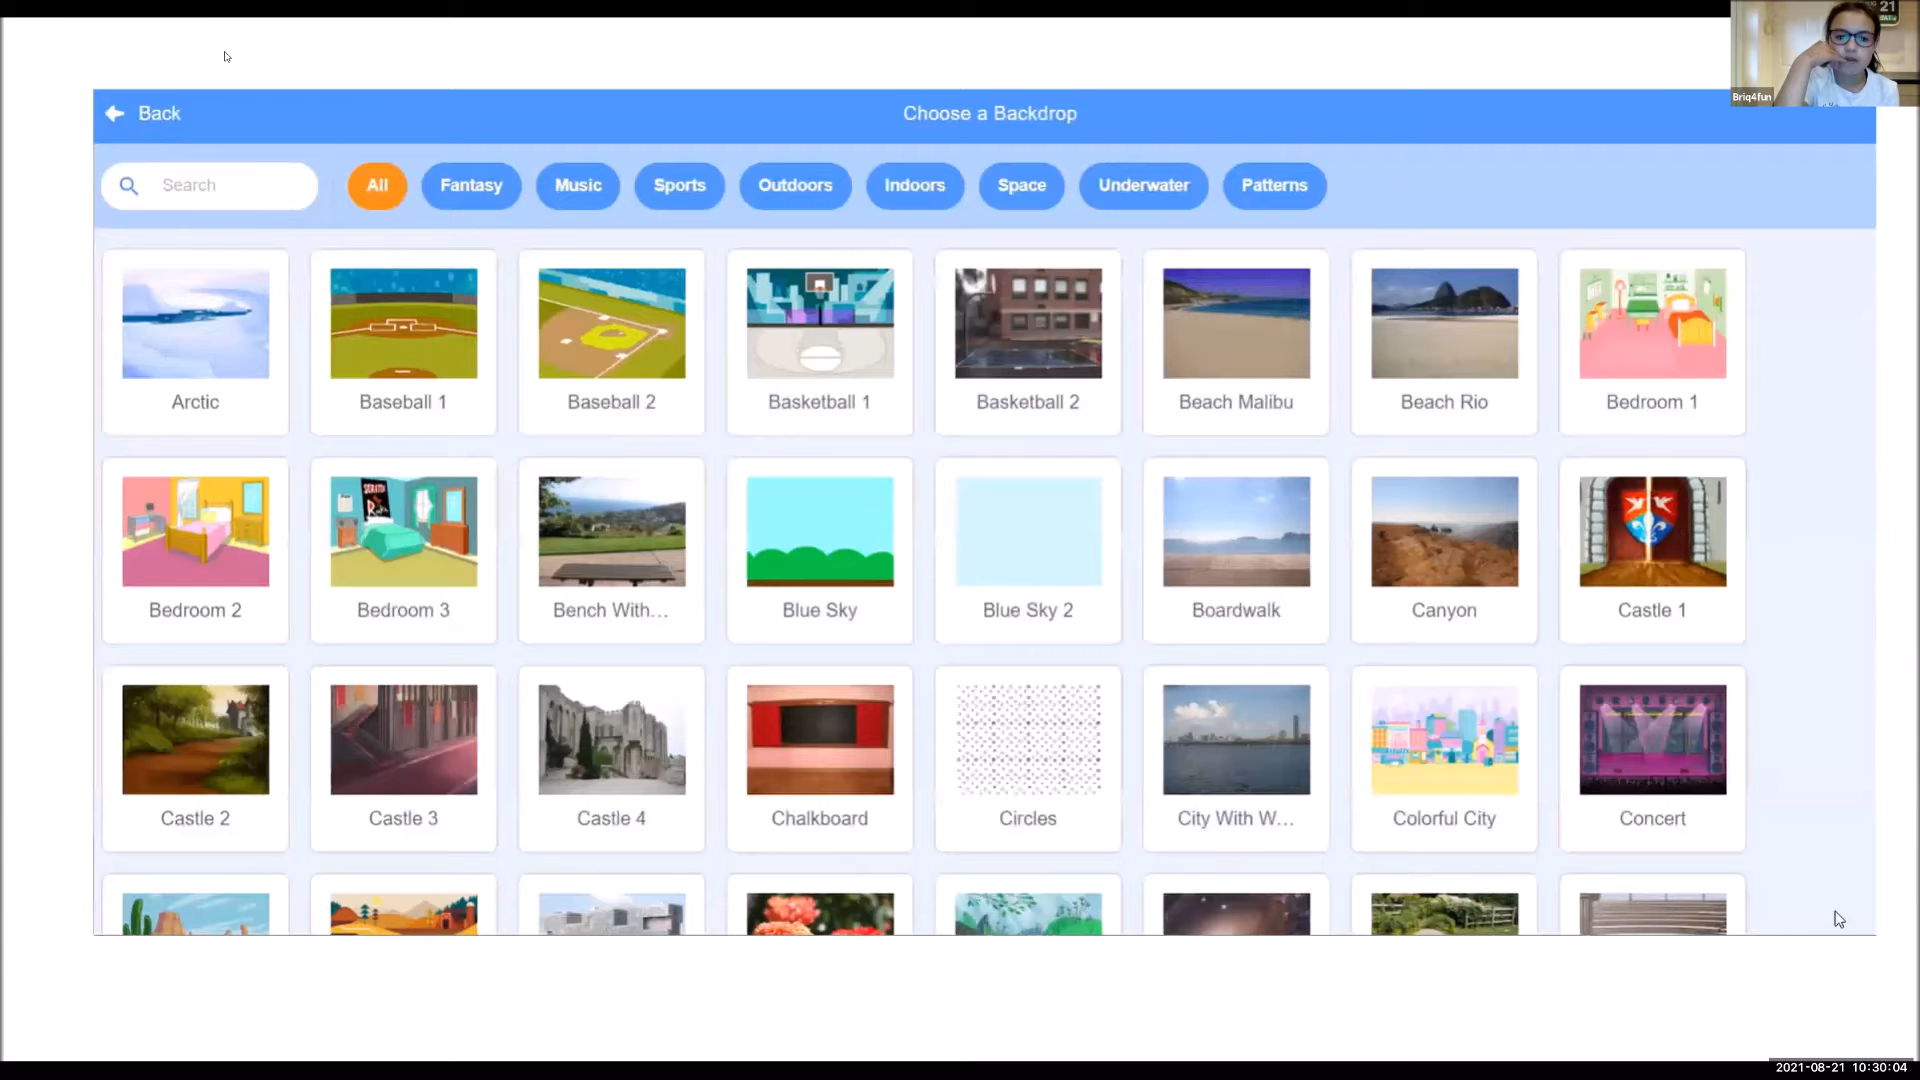 21
Briq4fun
Back
Choose a Backdrop
Search
All
Fantasy
Music
Sports
Outdoors
Indoors
Space
Underwater
Patterns
Arctic
Baseball 1
Baseball 2
Basketball 1
Basketball 2
Beach Malibu
Beach Rio
Bedroom 1
Bedroom 2
Bedroom 3
Bench With...
Blue Sky
Blue Sky 2
Boardwalk
Canyon
Castle 1
Castle 2
Castle 3
Castle 4
Chalkboard
Circles
City With W...
Colorful City
Concert
2021-08-21 10:30:04